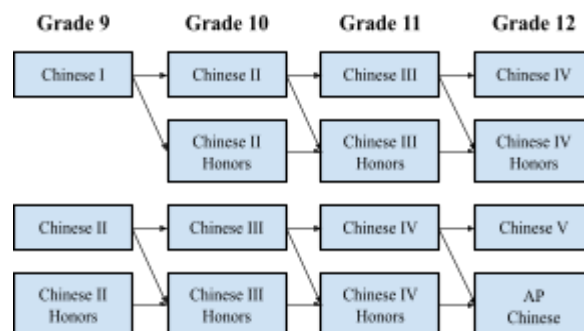 Grade 9 Grade 10 Grade 11 Grade 12
Chinese I Chinese II Chinese III Chinese IV
Chinese II
Honors
Chinese III
Honors
Chinese IV
Honors
Chinese II Chinese III Chinese IV Chinese V
Chinese II
Honors
Chinese III
Honors
Chinese IV
Honors
AP
Chinese